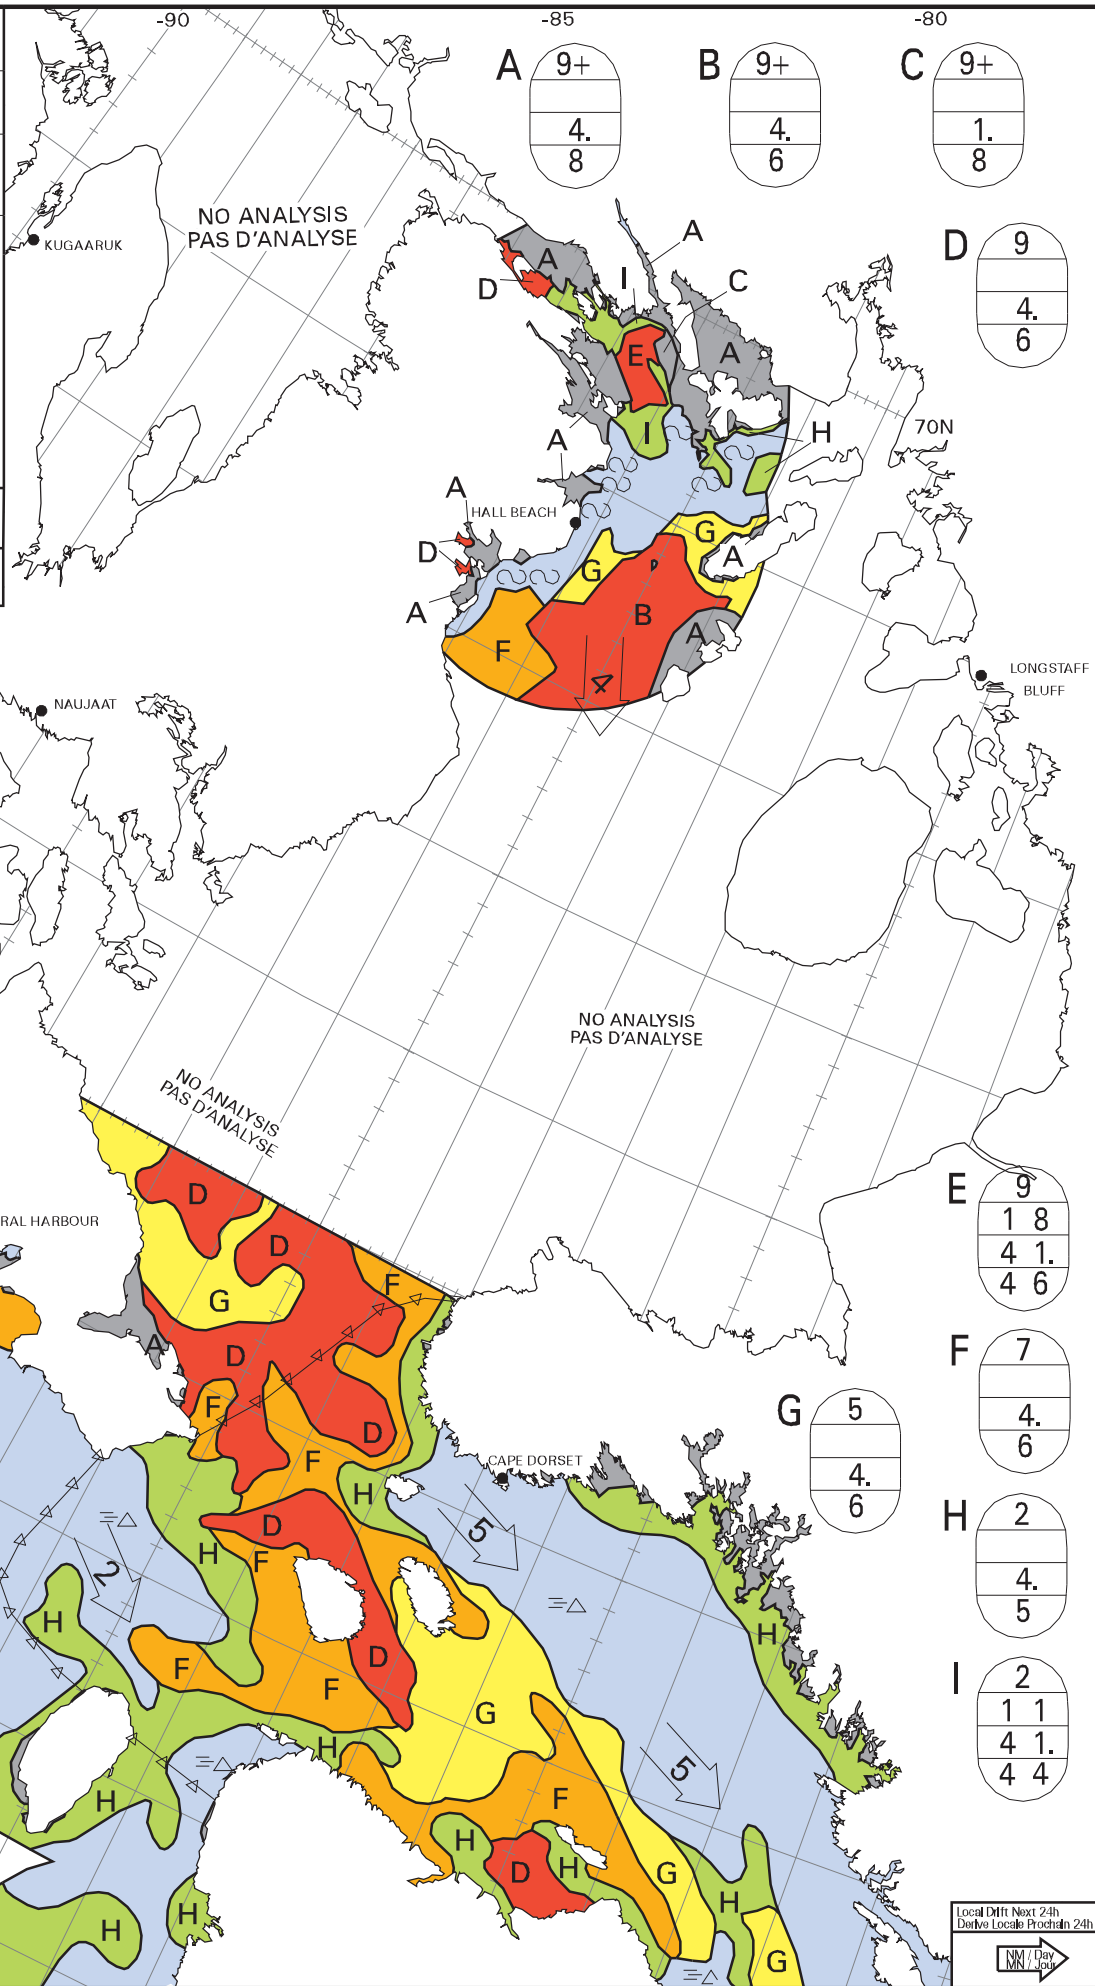 -90
-85
-80
A
9+
4.
8
B
9+
4.
6
C
9+
1.
8
D
9
4.
6
NO ANALYSIS
PAS D'ANALYSE
KUGAARUK
A
A
D
I
C
E
A
I
A
H
70N
A
HALL BEACH
D
G
G
A
A
B
A
F
4
LONGSTAFF
BLUFF
NAUJAAT
NO ANALYSIS
PAS D'ANALYSE
NO ANALYSIS
PAS D'ANALYSE
E
9
1 8
4 1.
4 6
D
RAL HARBOUR
D
F
G
A
D
F
7
4.
6
G
5
4.
6
F
D
F
CAPE DORSET
H
H
2
4.
5
D
5
H
F
2
H
H
D
F
F
I
2
1 1
4 1.
4 4
G
H
5
H
F
H
D
H
G
H
H
H
G
Local Drift Next 24h
Derive Locale Prochain 24h
NM / Day
MN / Jour